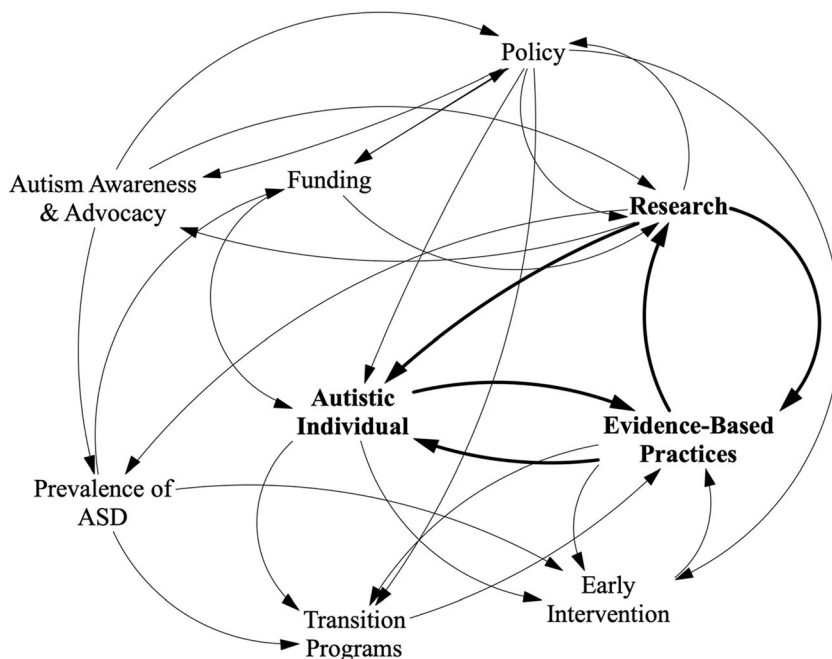 Policy
Autism Awareness
& Advocacy
Funding
Research
Autistic
Individual
Evidence-Based
Practices
Prevalence of
ASD
Early
Intervention
Transition
Programs